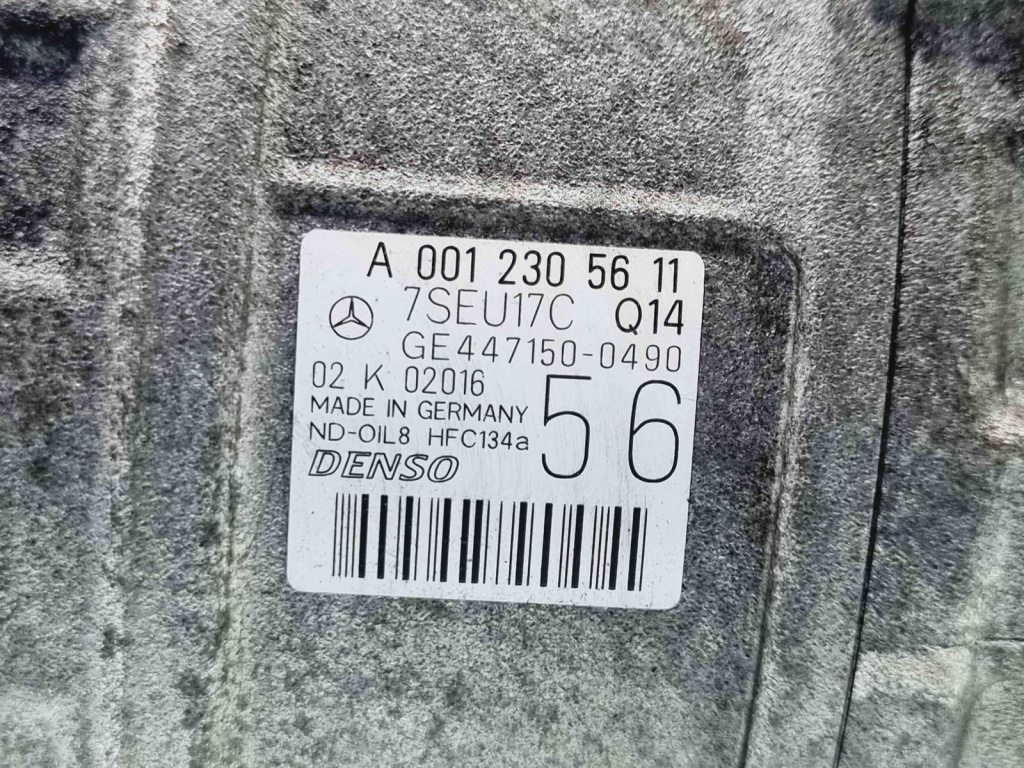 A 001 230 56 11
7SEU17C Q14
GE447150-0490
02 K 02016
56
MADE IN GERMANY
ND-OIL8 HFC134a
DENSO